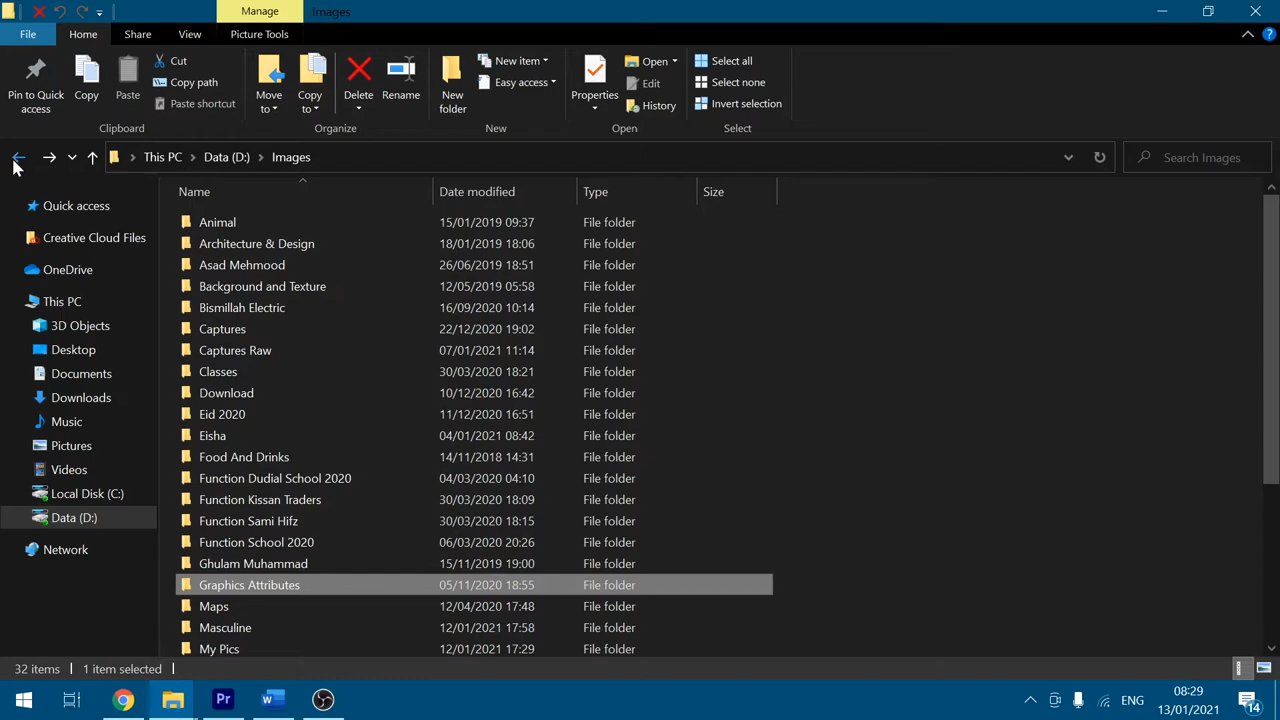 Manage Images
File Home Share View Picture Tools
Pin to Quick access
Copy
Paste
Cut
Copy path
Paste shortcut
Clipboard
Move to
Copy to
Delete
Rename
Organize
New folder
New item
Easy access
New
Properties
Open
Edit
History
Open
Select all
Select none
Invert selection
Select
This PC Data (D:) Images
Search Images
Quick access
Creative Cloud Files
OneDrive
This PC
3D Objects
Desktop
Documents
Downloads
Music
Pictures
Videos
Local Disk (C:)
Data (D:)
Network
Name Date modified Type Size
Animal 15/01/2019 09:37 File folder
Architecture & Design 18/01/2019 18:06 File folder
Asad Mehmood 26/06/2019 18:51 File folder
Background and Texture 12/05/2019 05:58 File folder
Bismillah Electric 16/09/2020 10:14 File folder
Captures 22/12/2020 19:02 File folder
Captures Raw 07/01/2021 11:14 File folder
Classes 30/03/2020 18:21 File folder
Download 10/12/2020 16:42 File folder
Eid 2020 11/12/2020 16:51 File folder
Eisha 04/01/2021 08:42 File folder
Food And Drinks 14/11/2018 14:31 File folder
Function Dudial School 2020 04/03/2020 04:10 File folder
Function Kissan Traders 30/03/2020 18:09 File folder
Function Sami Hifz 30/03/2020 18:15 File folder
Function School 2020 06/03/2020 20:26 File folder
Ghulam Muhammad 15/11/2019 19:00 File folder
Graphics Attributes 05/11/2020 18:55 File folder
Maps 12/04/2020 17:48 File folder
Masculine 12/01/2021 17:58 File folder
My Pics 12/01/2021 17:29 File folder
32 items 1 item selected
Pr
W
ENG
08:29
13/01/2021
14